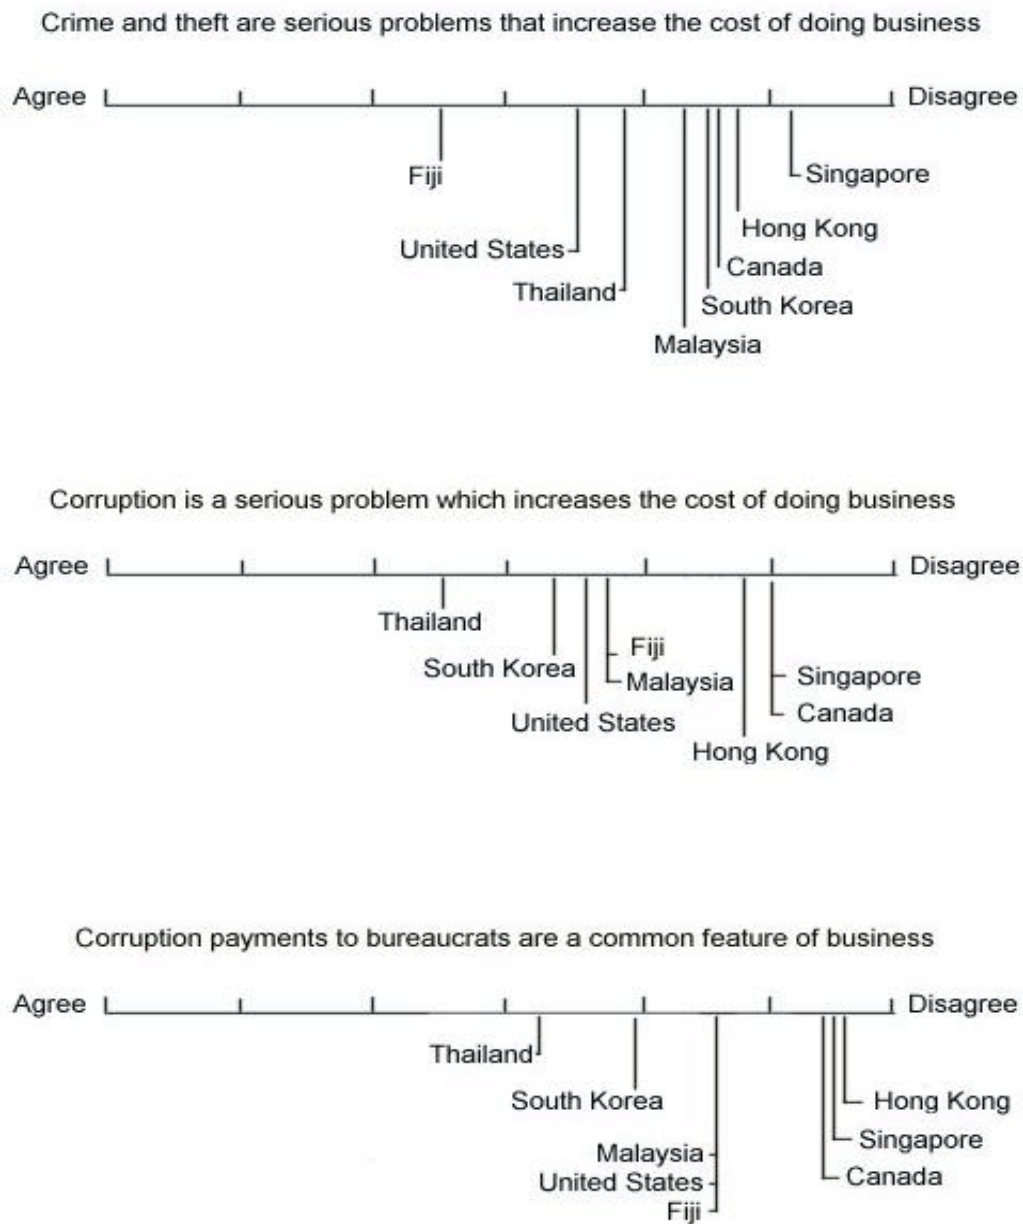 Crime and theft are serious problems that increase the cost of doing business
Agree Disagree
Fiji
Singapore
Hong Kong
United States
Canada
Thailand
South Korea
Malaysia
Corruption is a serious problem which increases the cost of doing business
Agree Disagree
Thailand
Fiji
South Korea
Malaysia
Singapore
Canada
United States
Hong Kong
Corruption payments to bureaucrats are a common feature of business
Agree Disagree
Thailand
South Korea
Hong Kong
Singapore
Malaysia
Canada
United States
Fiji